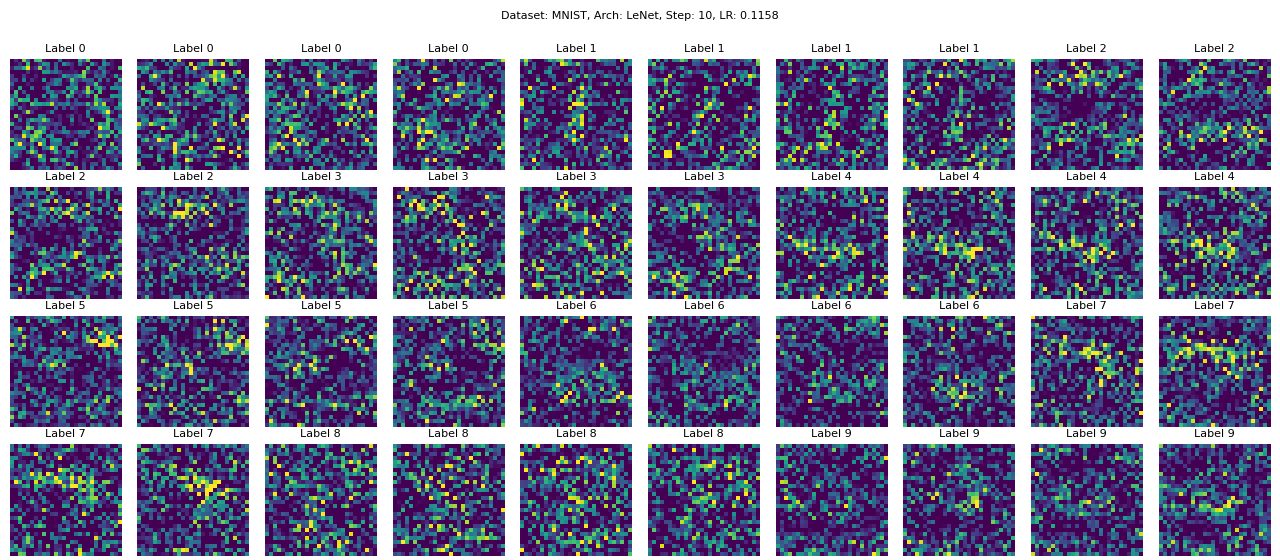 Dataset: MNIST, Arch: LeNet, Step: 10, LR: 0.1158
Label 0 Label 0 Label 0 Label 0 Label 1 Label 1 Label 1 Label 1 Label 2 Label 2
Label 2 Label 2 Label 3 Label 3 Label 3 Label 3 Label 4 Label 4 Label 4 Label 4
Label 5 Label 5 Label 5 Label 5 Label 6 Label 6 Label 6 Label 6 Label 7 Label 7
Label 7 Label 7 Label 8 Label 8 Label 8 Label 8 Label 9 Label 9 Label 9 Label 9